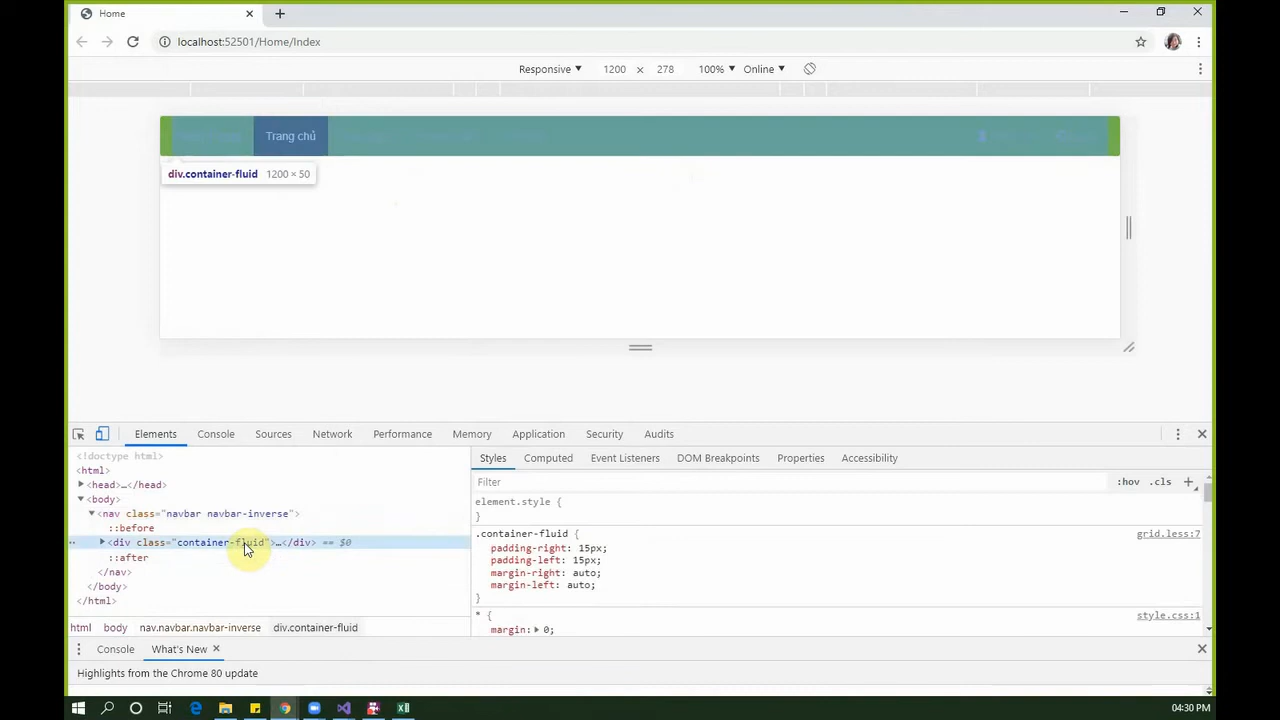 Home
localhost:52501/Home/Index
Responsive 1200 × 278 100% Online
Trang chủ
div.container-fluid 1200 × 50
Elements Console Sources Network Performance Memory Application Security Audits
<!doctype html>
<html>
<head>…</head>
<body>
<nav class="navbar navbar-inverse">
::before
<div class="container-fluid">…</div> == $0
::after
</nav>
</body>
</html>
html body nav.navbar.navbar-inverse div.container-fluid
Styles Computed Event Listeners DOM Breakpoints Properties Accessibility
Filter :hov .cls
element.style {
}
.container-fluid { grid.less:7
padding-right: 15px;
padding-left: 15px;
margin-right: auto;
margin-left: auto;
}
* { style.css:1
margin: 0;
Console What's New
Highlights from the Chrome 80 update
04:30 PM